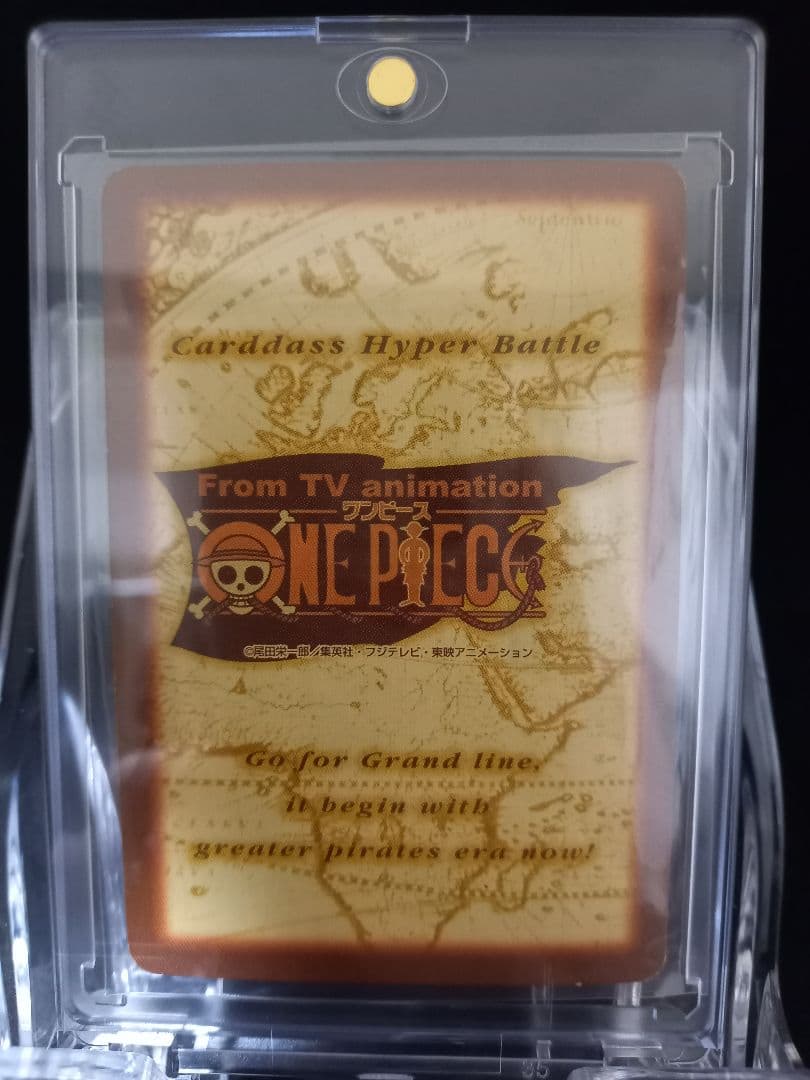 Carddass Hyper Battle
From TV animation
ワンピース
ONE PIECE
©尾田栄一郎／集英社・フジテレビ・東映アニメーション
Go for Grand line,
it begin with
greater pirates era now!
35